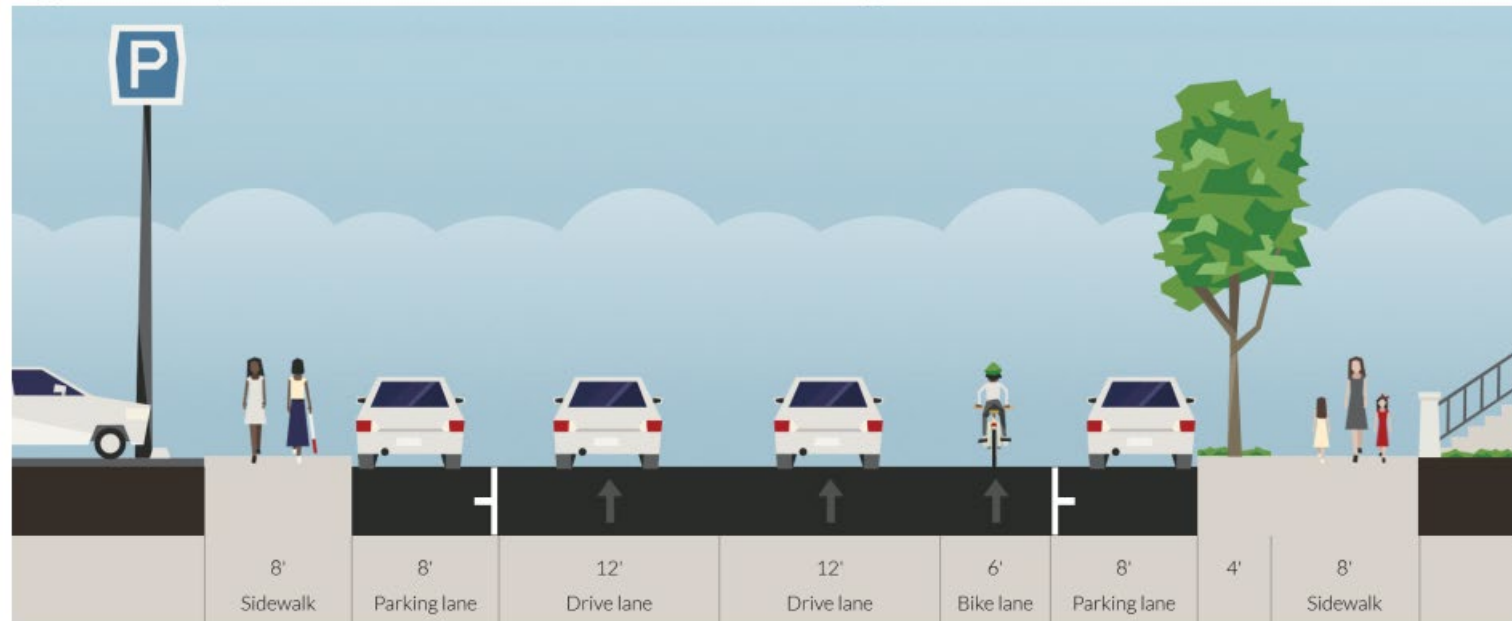 P
8' 8' 12' 12' 6' 8' 4' 8'
Sidewalk Parking lane Drive lane Drive lane Bike lane Parking lane Sidewalk